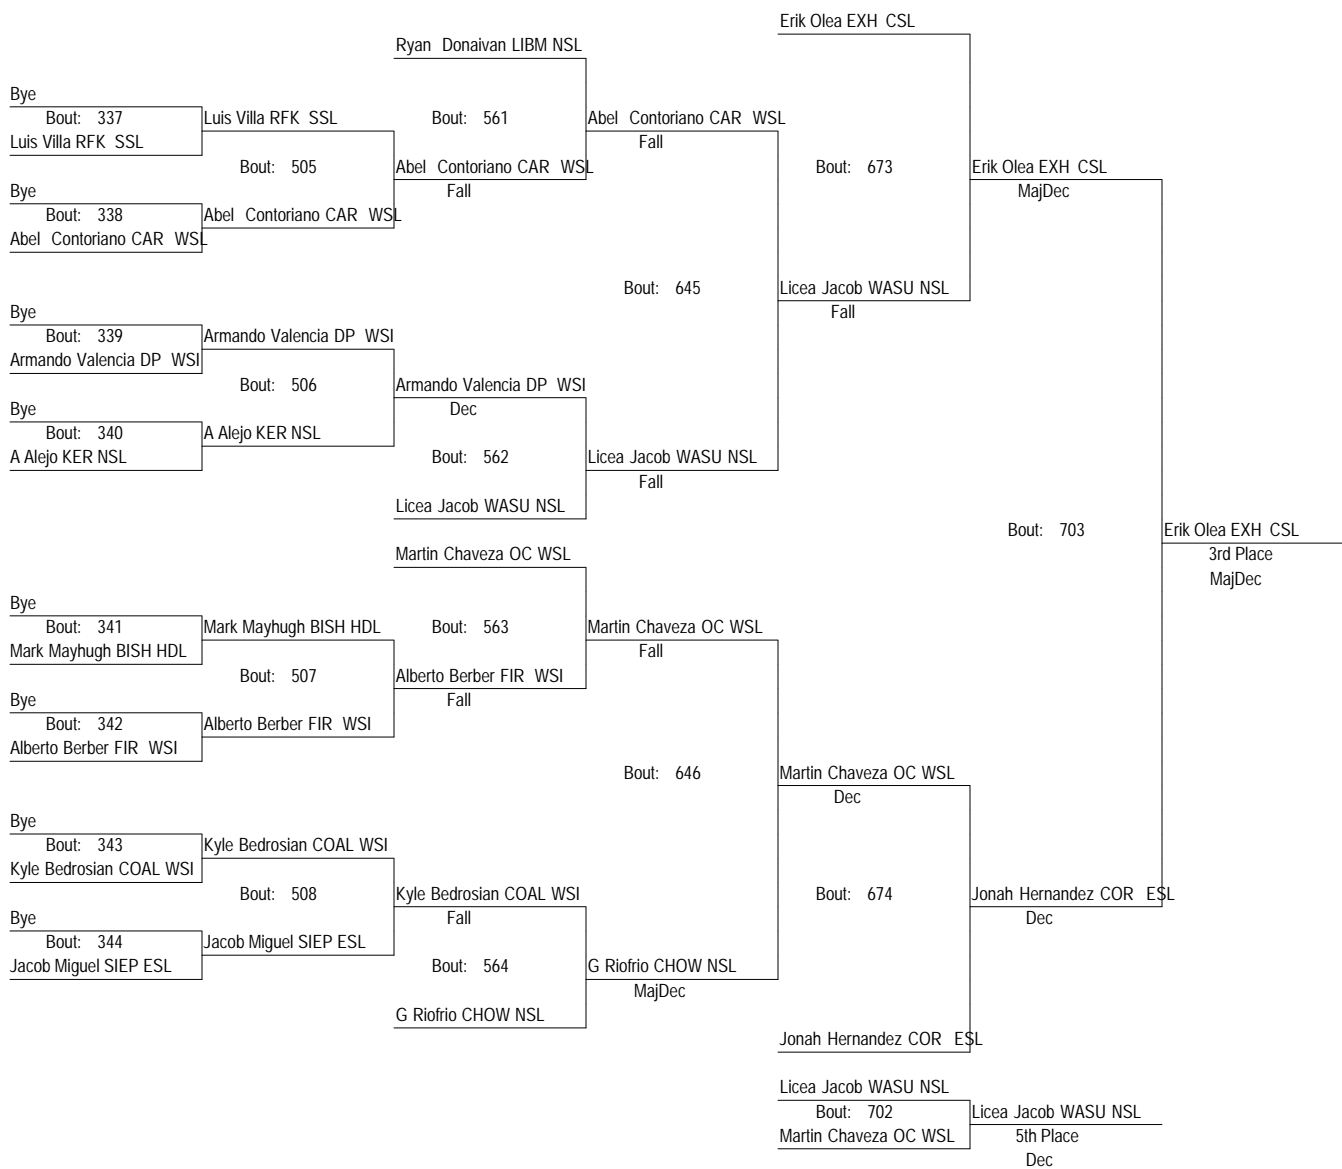 Erik Olea EXH CSL
Ryan Donaivan LIBM NSL
Bye
Bout: 337
Luis Villa RFK SSL
Luis Villa RFK SSL
Bout: 561
Abel Contoriano CAR WSL
Fall
Bout: 505
Abel Contoriano CAR WSL
Fall
Bout: 673
Erik Olea EXH CSL
MajDec
Bye
Bout: 338
Abel Contoriano CAR WSL
Abel Contoriano CAR WSL
Bout: 645
Licea Jacob WASU NSL
Fall
Bye
Bout: 339
Armando Valencia DP WSI
Armando Valencia DP WSI
Bout: 506
Armando Valencia DP WSI
Dec
Bye
Bout: 340
A Alejo KER NSL
A Alejo KER NSL
Bout: 562
Licea Jacob WASU NSL
Fall
Licea Jacob WASU NSL
Bout: 703
Erik Olea EXH CSL
3rd Place
MajDec
Martin Chaveza OC WSL
Bye
Bout: 341
Mark Mayhugh BISH HDL
Mark Mayhugh BISH HDL
Bout: 563
Martin Chaveza OC WSL
Fall
Bout: 507
Alberto Berber FIR WSI
Fall
Bye
Bout: 342
Alberto Berber FIR WSI
Alberto Berber FIR WSI
Bout: 646
Martin Chaveza OC WSL
Dec
Bye
Bout: 343
Kyle Bedrosian COAL WSI
Kyle Bedrosian COAL WSI
Bout: 508
Kyle Bedrosian COAL WSI
Fall
Bout: 674
Jonah Hernandez COR ESL
Dec
Bye
Bout: 344
Jacob Miguel SIEP ESL
Jacob Miguel SIEP ESL
Bout: 564
G Riofrio CHOW NSL
MajDec
G Riofrio CHOW NSL
Jonah Hernandez COR ESL
Licea Jacob WASU NSL
Bout: 702
Martin Chaveza OC WSL
Licea Jacob WASU NSL
5th Place
Dec